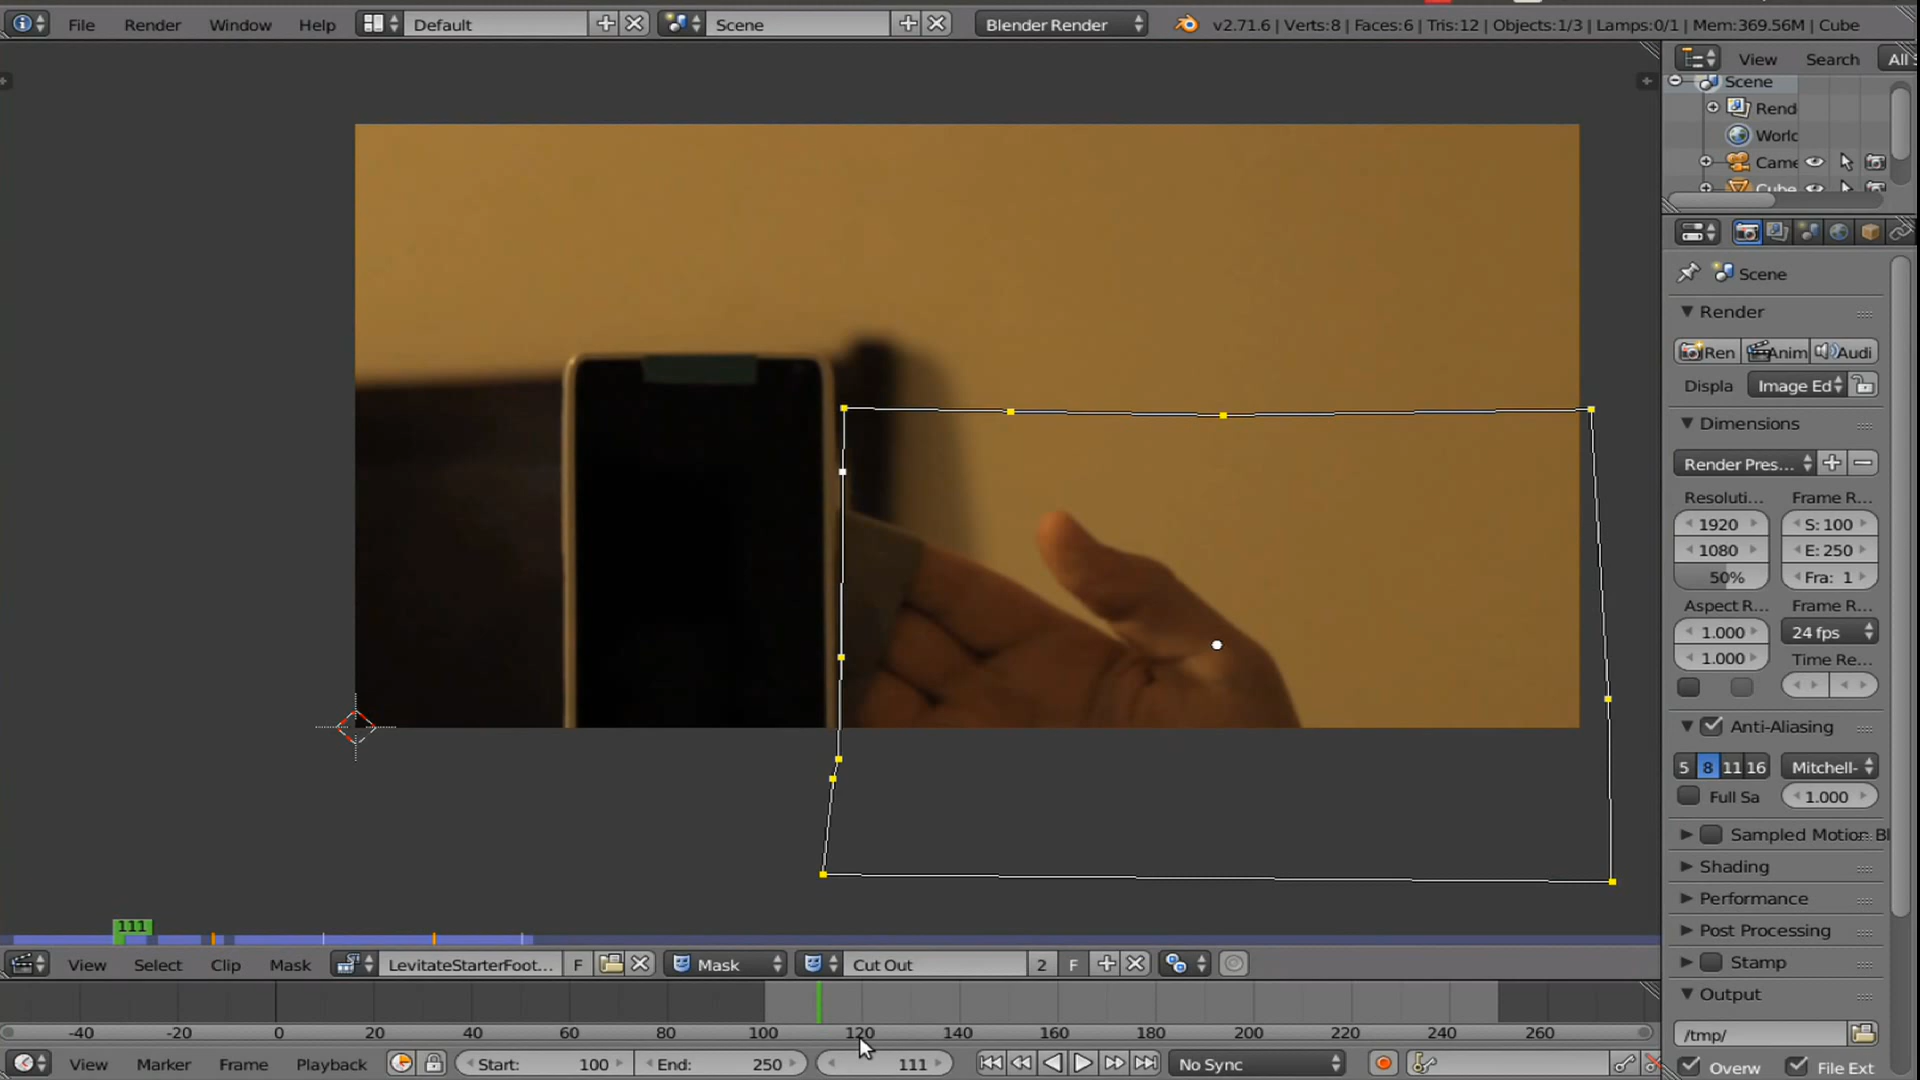 File Render Window Help Default Scene Blender Render v2.71.6 | Verts:8 | Faces:6 | Tris:12 | Objects:1/3 | Lamps:0/1 | Mem:369.56M | Cube
View Search All
Scene
Rend
World
Came
Cube
Scene
Render
Ren Anim Audi
Displa Image Ed
Dimensions
Render Pres...
Resoluti... Frame R...
1920 S: 100
1080 E: 250
50% Fra: 1
Aspect R... Frame R...
1.000 24 fps
1.000 Time Re...
Anti-Aliasing
5 8 11 16 Mitchell-
Full Sa 1.000
Sampled Motion Bl
Shading
Performance
Post Processing
Stamp
Output
/tmp/
Overw File Ext
111
View Select Clip Mask LevitateStarterFoot... F Mask Cut Out 2 F
-40 -20 0 20 40 60 80 100 120 140 160 180 200 220 240 260
View Marker Frame Playback Start: 100 End: 250 111 No Sync